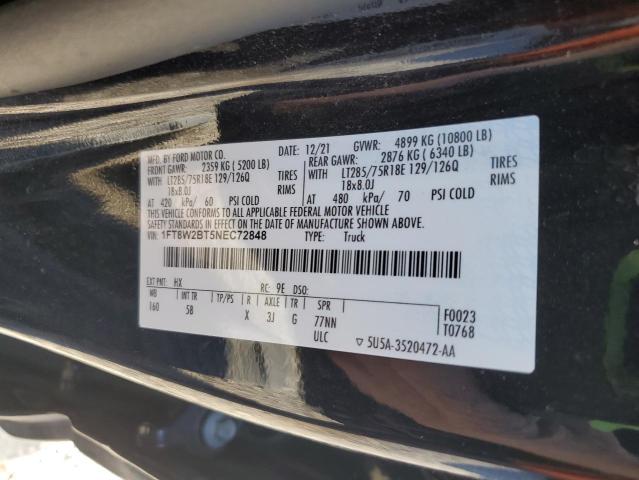 MFD. BY FORD MOTOR CO. 12/21 GVWR: 4899 KG (10800 LB)
FRONT GAWR: 2359 KG (5200 LB) REAR GAWR: 2876 KG (6340 LB)
WITH LT285/75R18E 129/126Q TIRES WITH LT285/75R18E 129/126Q TIRES
18x8.0J RIMS 18x8.0J RIMS
AT 420 kPa/ 60 PSI COLD AT 480 kPa/ 70 PSI COLD
THIS VEHICLE CONFORMS TO ALL APPLICABLE FEDERAL MOTOR VEHICLE
SAFETY STANDARDS IN EFFECT ON THE DATE OF MANUFACTURE SHOWN ABOVE.
VIN: 1FT8W2BT5NEC72848 TYPE: Truck
EXT PNT: HX RC: 9E DSO:
WB INT TR TP/PS R AXLE TR SPR
160 5B X 3J G 77NN
ULC
F0023
T0768
▽ 5U5A-3520472-AA